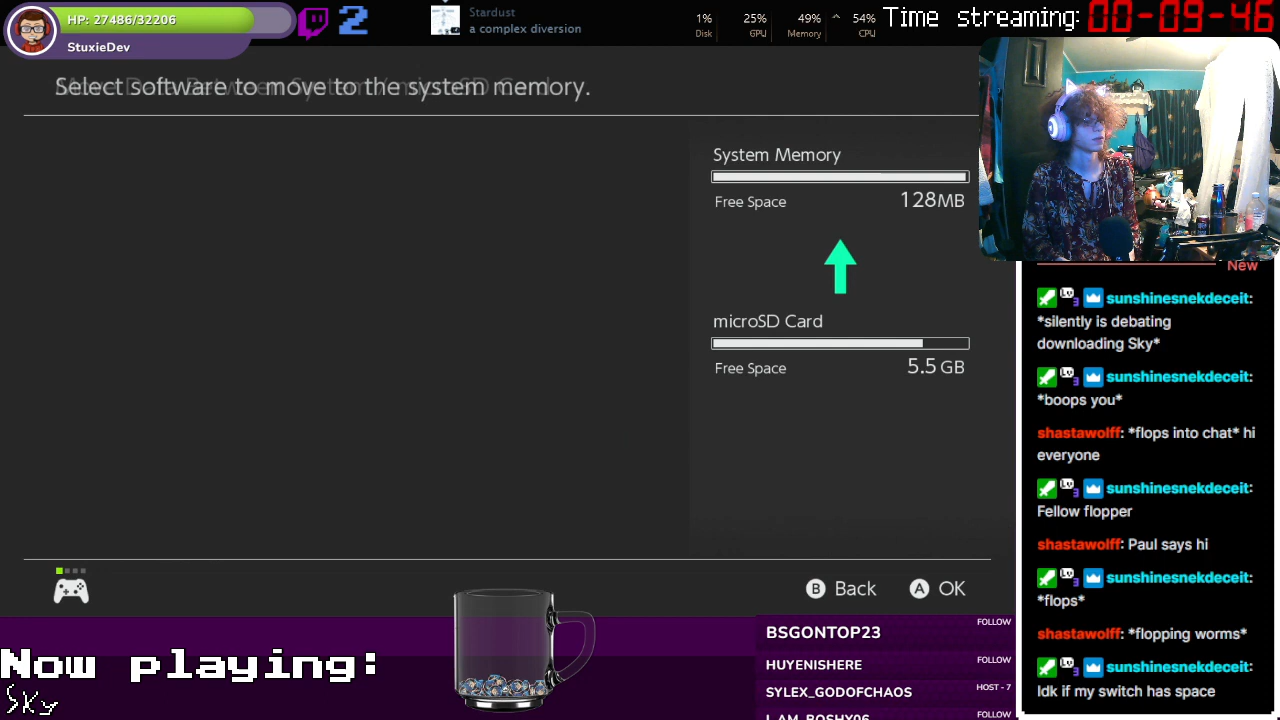 HP: 27486/32206
StuxieDev
2
Stardust
a complex diversion
1%
Disk
25%
GPU
49%
Memory
54%
CPU
Time streaming: 00-09-46
Select software to move to the system memory.
System Memory
Free Space 128MB
microSD Card
Free Space 5.5 GB
B Back A OK
New
sunshinesnekdeceit:
*silently is debating
downloading Sky*
sunshinesnekdeceit:
*boops you*
shastawolff: *flops into chat* hi
everyone
sunshinesnekdeceit:
Fellow flopper
shastawolff: Paul says hi
sunshinesnekdeceit:
*flops*
shastawolff: *flopping worms*
sunshinesnekdeceit:
Idk if my switch has space
Now playing:
Sky
BSGONTOP23 FOLLOW
HUYENISHERE FOLLOW
SYLEX_GODOFCHAOS HOST - 7
FOLLOW